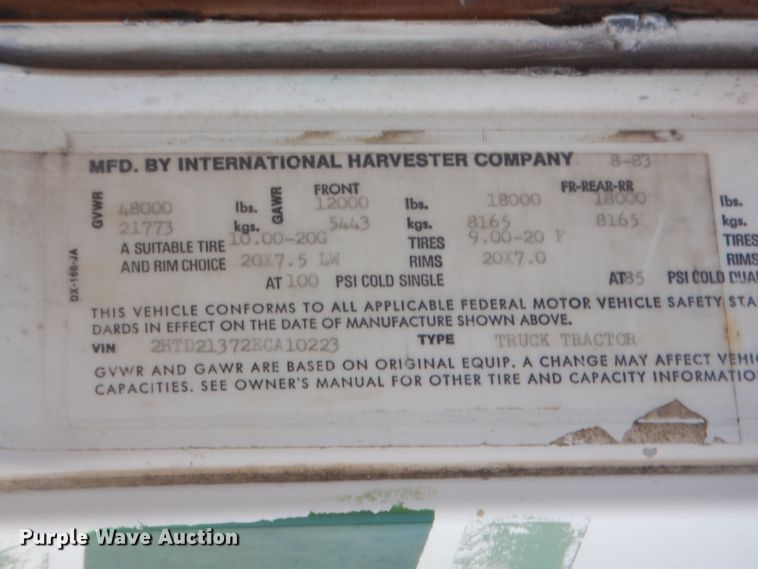 MFD. BY INTERNATIONAL HARVESTER COMPANY 8-83
FRONT FR-REAR-RR
GVWR 48000 lbs. GAWR 12000 lbs. 18000 18000 lbs.
21773 kgs. 5443 kgs. 8165 8165 kgs.
A SUITABLE TIRE 10.00-20G TIRES 9.00-20 F TIRES
AND RIM CHOICE 20X7.5 LW RIMS 20X7.0 RIMS
AT 100 PSI COLD SINGLE AT 85 PSI COLD DUA
DX-166-JA
THIS VEHICLE CONFORMS TO ALL APPLICABLE FEDERAL MOTOR VEHICLE SAFETY STA
DARDS IN EFFECT ON THE DATE OF MANUFACTURE SHOWN ABOVE.
VIN 2HTD21372ECA10223 TYPE TRUCK TRACTOR
GVWR AND GAWR ARE BASED ON ORIGINAL EQUIP. A CHANGE MAY AFFECT VEHI
CAPACITIES. SEE OWNER'S MANUAL FOR OTHER TIRE AND CAPACITY INFORMATIO
Purple Wave Auction